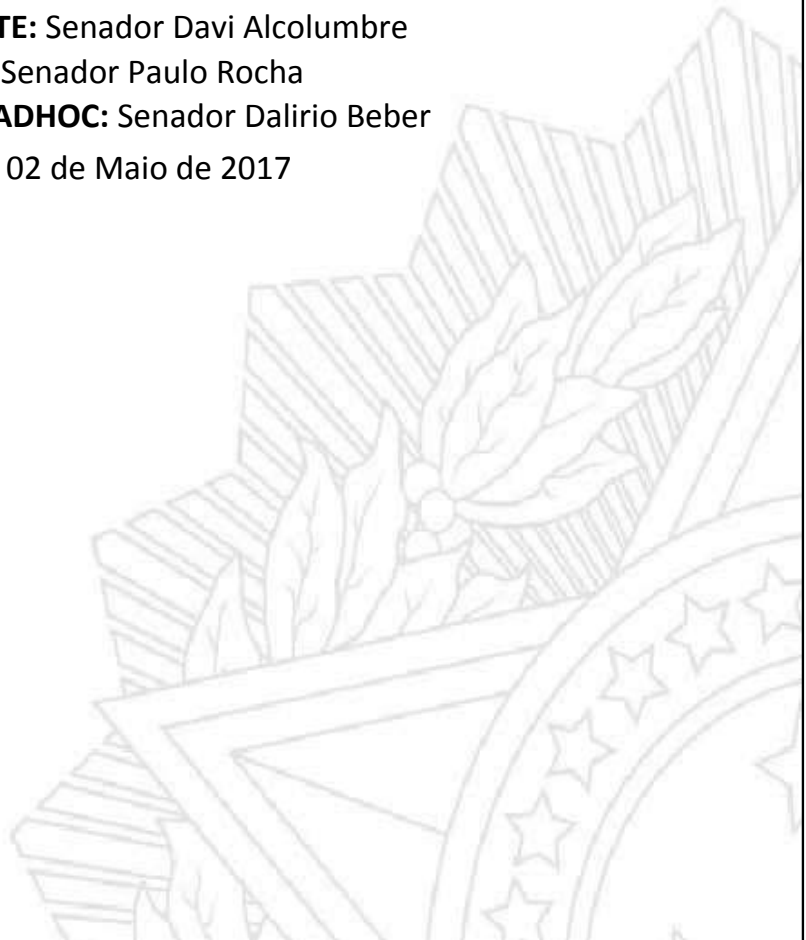 TE: Senador Davi Alcolumbre
Senador Paulo Rocha
ADHOC: Senador Dalirio Beber
02 de Maio de 2017